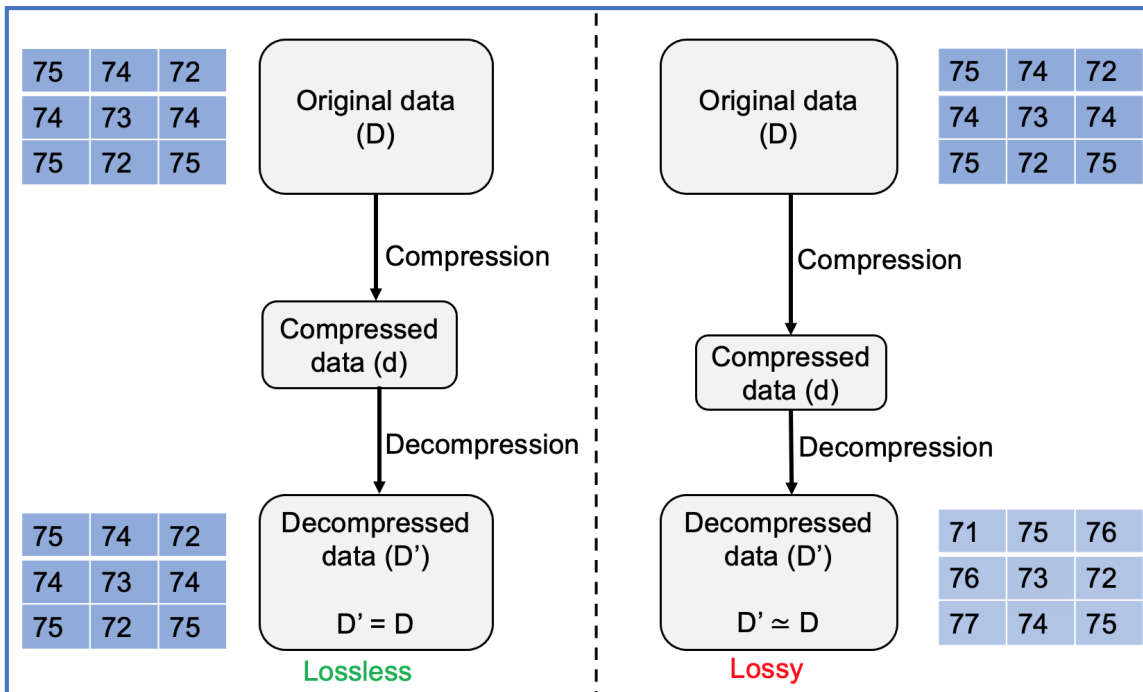 75 74 72
74 73 74
75 72 75
Original data
(D)
Compression
Compressed
data (d)
Decompression
75 74 72
74 73 74
75 72 75
Decompressed
data (D’)
D’ = D
Lossless
Original data
(D)
75 74 72
74 73 74
75 72 75
Compression
Compressed
data (d)
Decompression
Decompressed
data (D’)
D’ ≃ D
71 75 76
76 73 72
77 74 75
Lossy